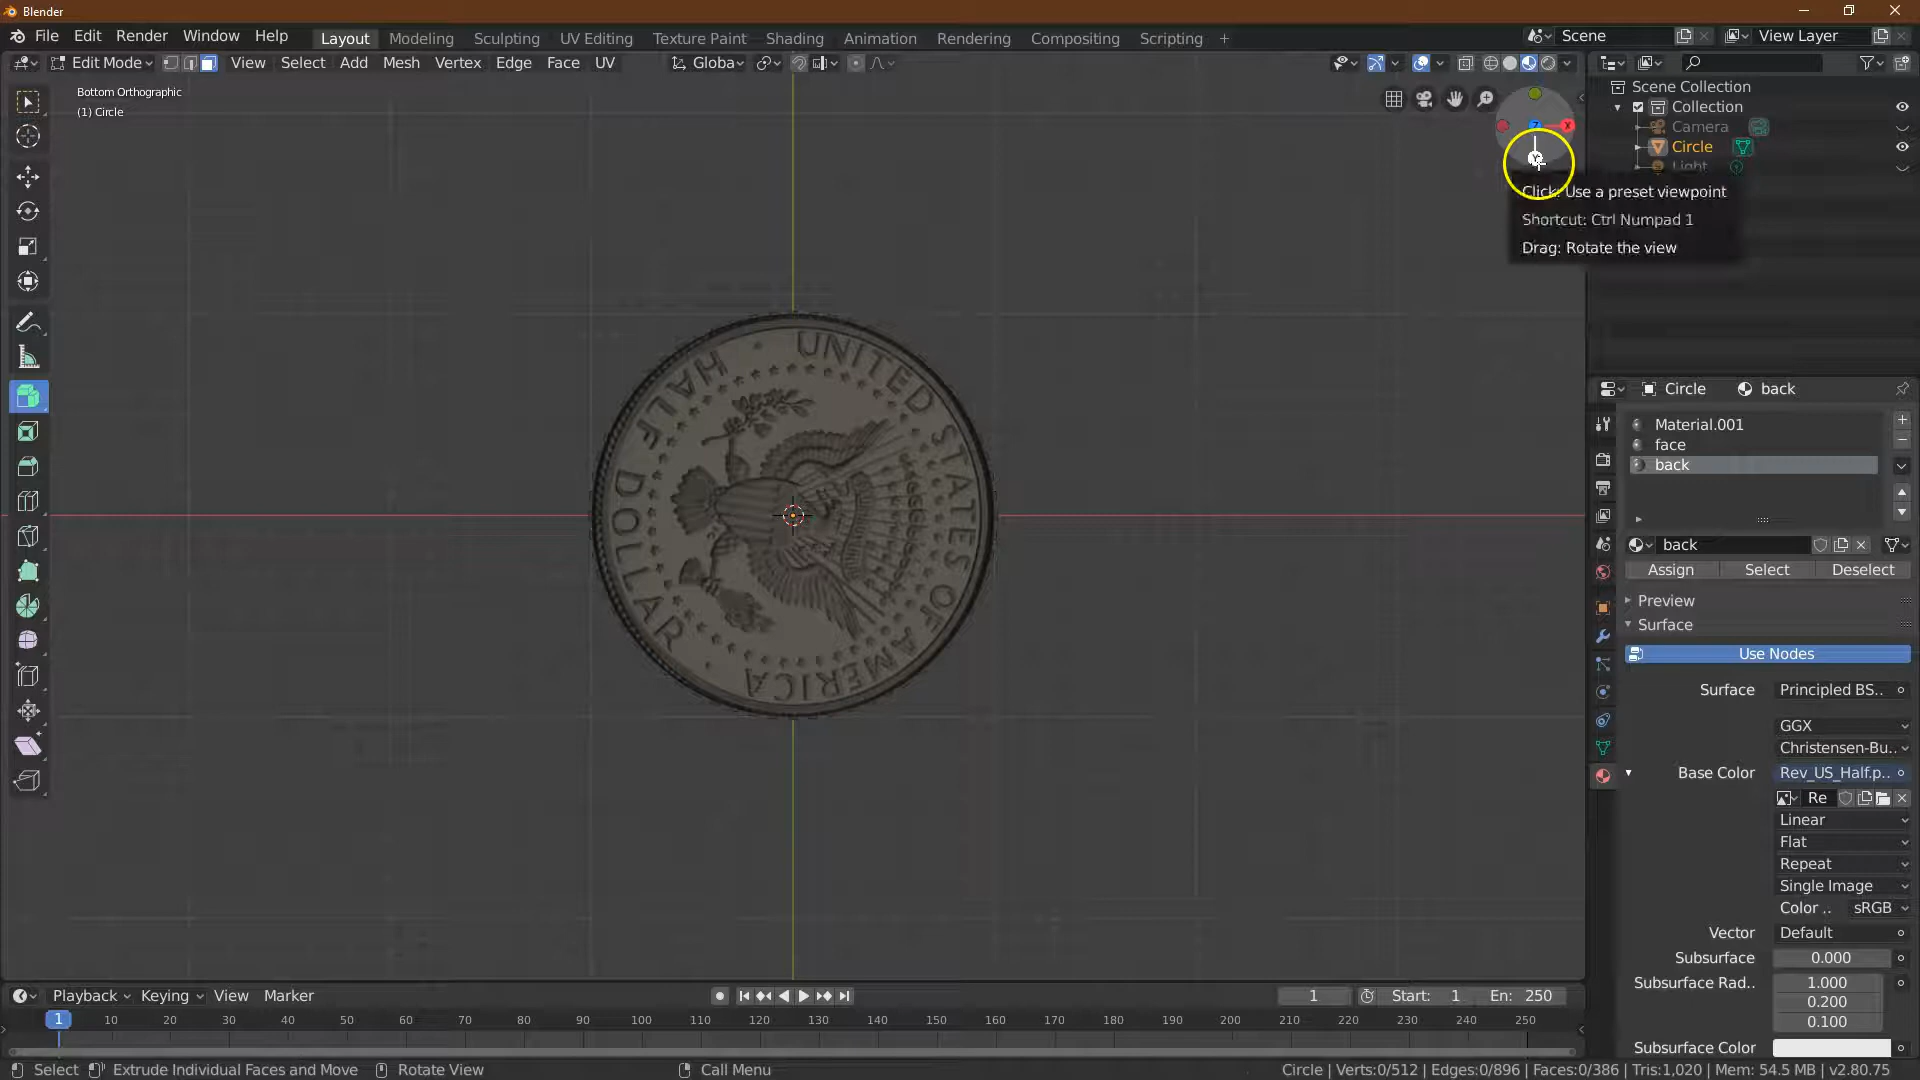 Blender
File Edit Render Window Help
Layout Modeling Sculpting UV Editing Texture Paint Shading Animation Rendering Compositing Scripting +
Scene View Layer
Edit Mode View Select Add Mesh Vertex Edge Face UV Globa
Bottom Orthographic
(1) Circle
X
Z
Y
Click: Use a preset viewpoint
Shortcut: Ctrl Numpad 1
Drag: Rotate the view
Scene Collection
Collection
Camera
Circle
Light
UNITED STATES OF AMERICA
HALF DOLLAR
Circle back
Material.001
face
back
back
Assign Select Deselect
Preview
Surface
Use Nodes
Surface Principled BS..
GGX
Christensen-Bu..
Base Color Rev_US_Half.p..
Re
Linear
Flat
Repeat
Single Image
Color .. sRGB
Vector Default
Subsurface 0.000
Subsurface Rad.. 1.000
0.200
0.100
Subsurface Color
Playback Keying View Marker
1 Start: 1 En: 250
1 10 20 30 40 50 60 70 80 90 100 110 120 130 140 150 160 170 180 190 200 210 220 230 240 250
Select Extrude Individual Faces and Move Rotate View Call Menu
Circle | Verts:0/512 | Edges:0/896 | Faces:0/386 | Tris:1,020 | Mem: 54.5 MB | v2.80.75